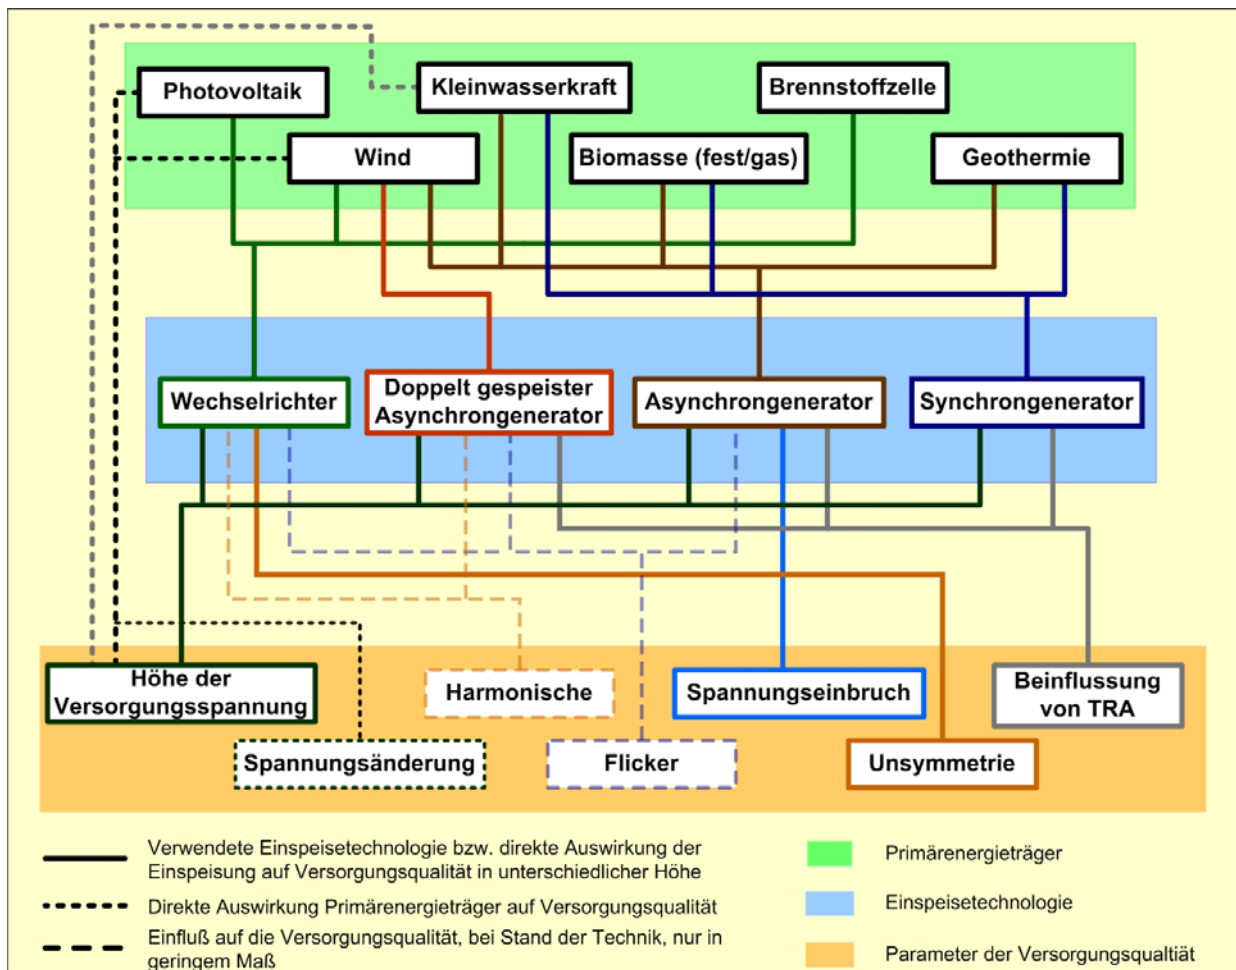 Photovoltaik
Kleinwasserkraft
Brennstoffzelle
Wind
Biomasse (fest/gas)
Geothermie
Wechselrichter
Doppelt gespeister
Asynchrongenerator
Asynchrongenerator
Synchrongenerator
Höhe der
Versorgungsspannung
Harmonische
Spannungseinbruch
Beinflussung
von TRA
Spannungsänderung
Flicker
Unsymmetrie
Verwendete Einspeisetechnologie bzw. direkte Auswirkung der
Einspeisung auf Versorgungsqualität in unterschiedlicher Höhe
Direkte Auswirkung Primärenergieträger auf Versorgungsqualität
Einfluß auf die Versorgungsqualität, bei Stand der Technik, nur in
geringem Maß
Primärenergieträger
Einspeisetechnologie
Parameter der Versorgungsqualtiät